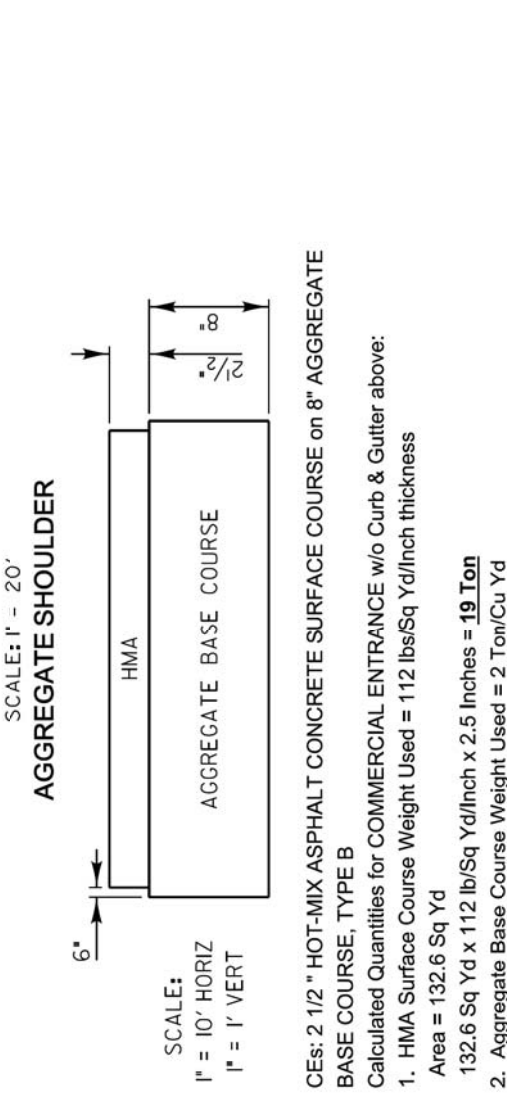 SCALE: 1' = 20'
AGGREGATE SHOULDER
6"
HMA
AGGREGATE BASE COURSE
2 1/2"
8"
SCALE:
1" = 10' HORIZ
1" = 1' VERT
CEs: 2 1/2 " HOT-MIX ASPHALT CONCRETE SURFACE COURSE on 8" AGGREGATE
BASE COURSE, TYPE B
Calculated Quantities for COMMERCIAL ENTRANCE w/o Curb & Gutter above:
1. HMA Surface Course Weight Used = 112 lbs/Sq Yd/Inch thickness
Area = 132.6 Sq Yd
132.6 Sq Yd x 112 lb/Sq Yd/Inch x 2.5 Inches = 19 Ton
2. Aggregate Base Course Weight Used = 2 Ton/Cu Yd